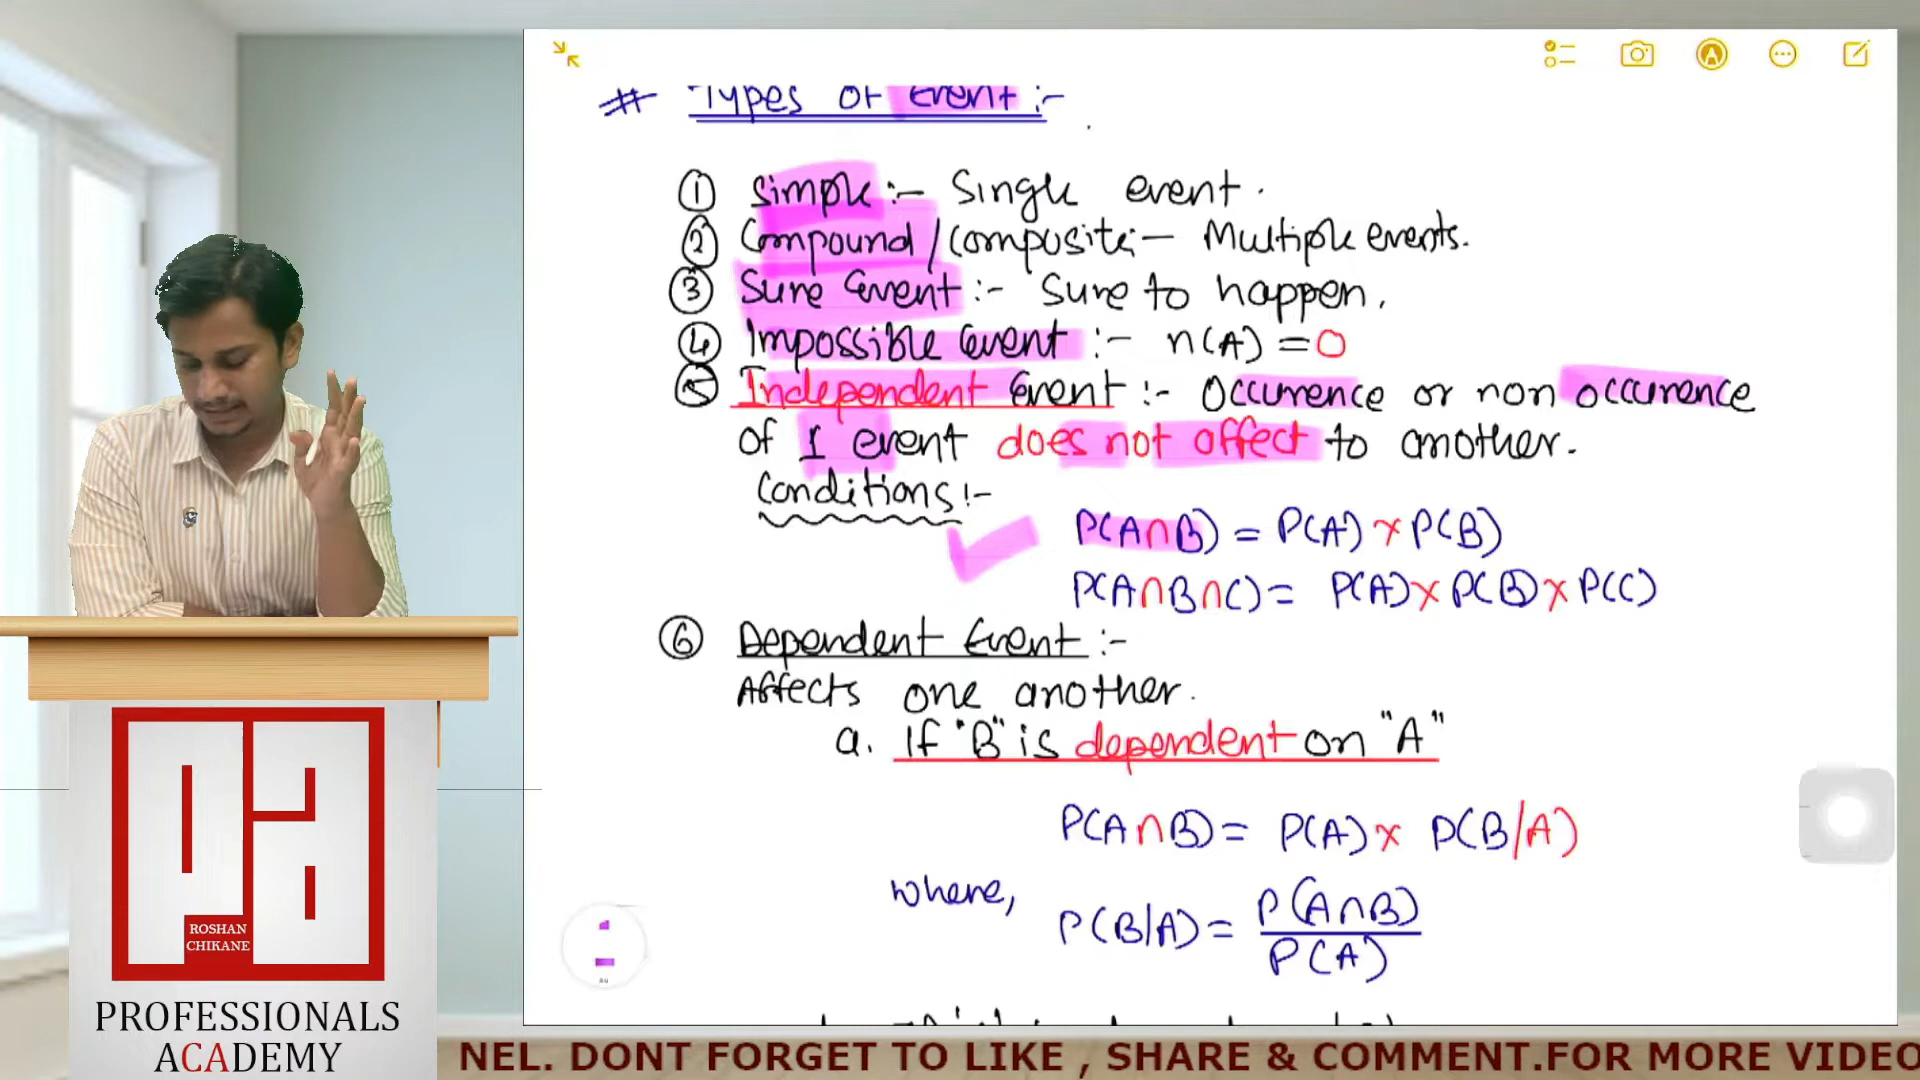 # Types of Event :-
① Simple :- Single event.
② Compound/composite:- Multiple events.
③ Sure Event :- Sure to happen.
④ Impossible Event :- n(A) = 0
⑤ Independent Event :- Occurence or non occurence
of 1 event does not affect to another.
Conditions :-
P(A∩B) = P(A) × P(B)
P(A∩B∩C) = P(A) × P(B) × P(C)
⑥ Dependent Event :-
Affects one another.
a. If "B" is dependent on "A"
P(A∩B) = P(A) × P(B/A)
where,
P(B/A) = P(A∩B) / P(A)
ROSHAN
CHIKANE
PROFESSIONALS
ACADEMY
NEL. DONT FORGET TO LIKE , SHARE & COMMENT.FOR MORE VIDEO